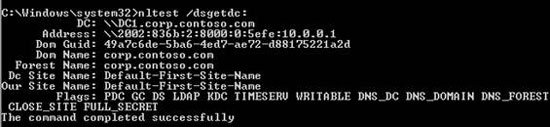 C:\Windows\system32>nltest /dsgetdc:
DC: \\DC1.corp.contoso.com
Address: \\2002:836b:2:8000:0:5efe:10.0.0.1
Dom Guid: 49a7c6de-5ba6-4ed7-ae72-d88175221a2d
Dom Name: corp.contoso.com
Forest Name: corp.contoso.com
Dc Site Name: Default-First-Site-Name
Our Site Name: Default-First-Site-Name
Flags: PDC GC DS LDAP KDC TIMESERV WRITABLE DNS_DC DNS_DOMAIN DNS_FOREST
CLOSE_SITE FULL_SECRET
The command completed successfully